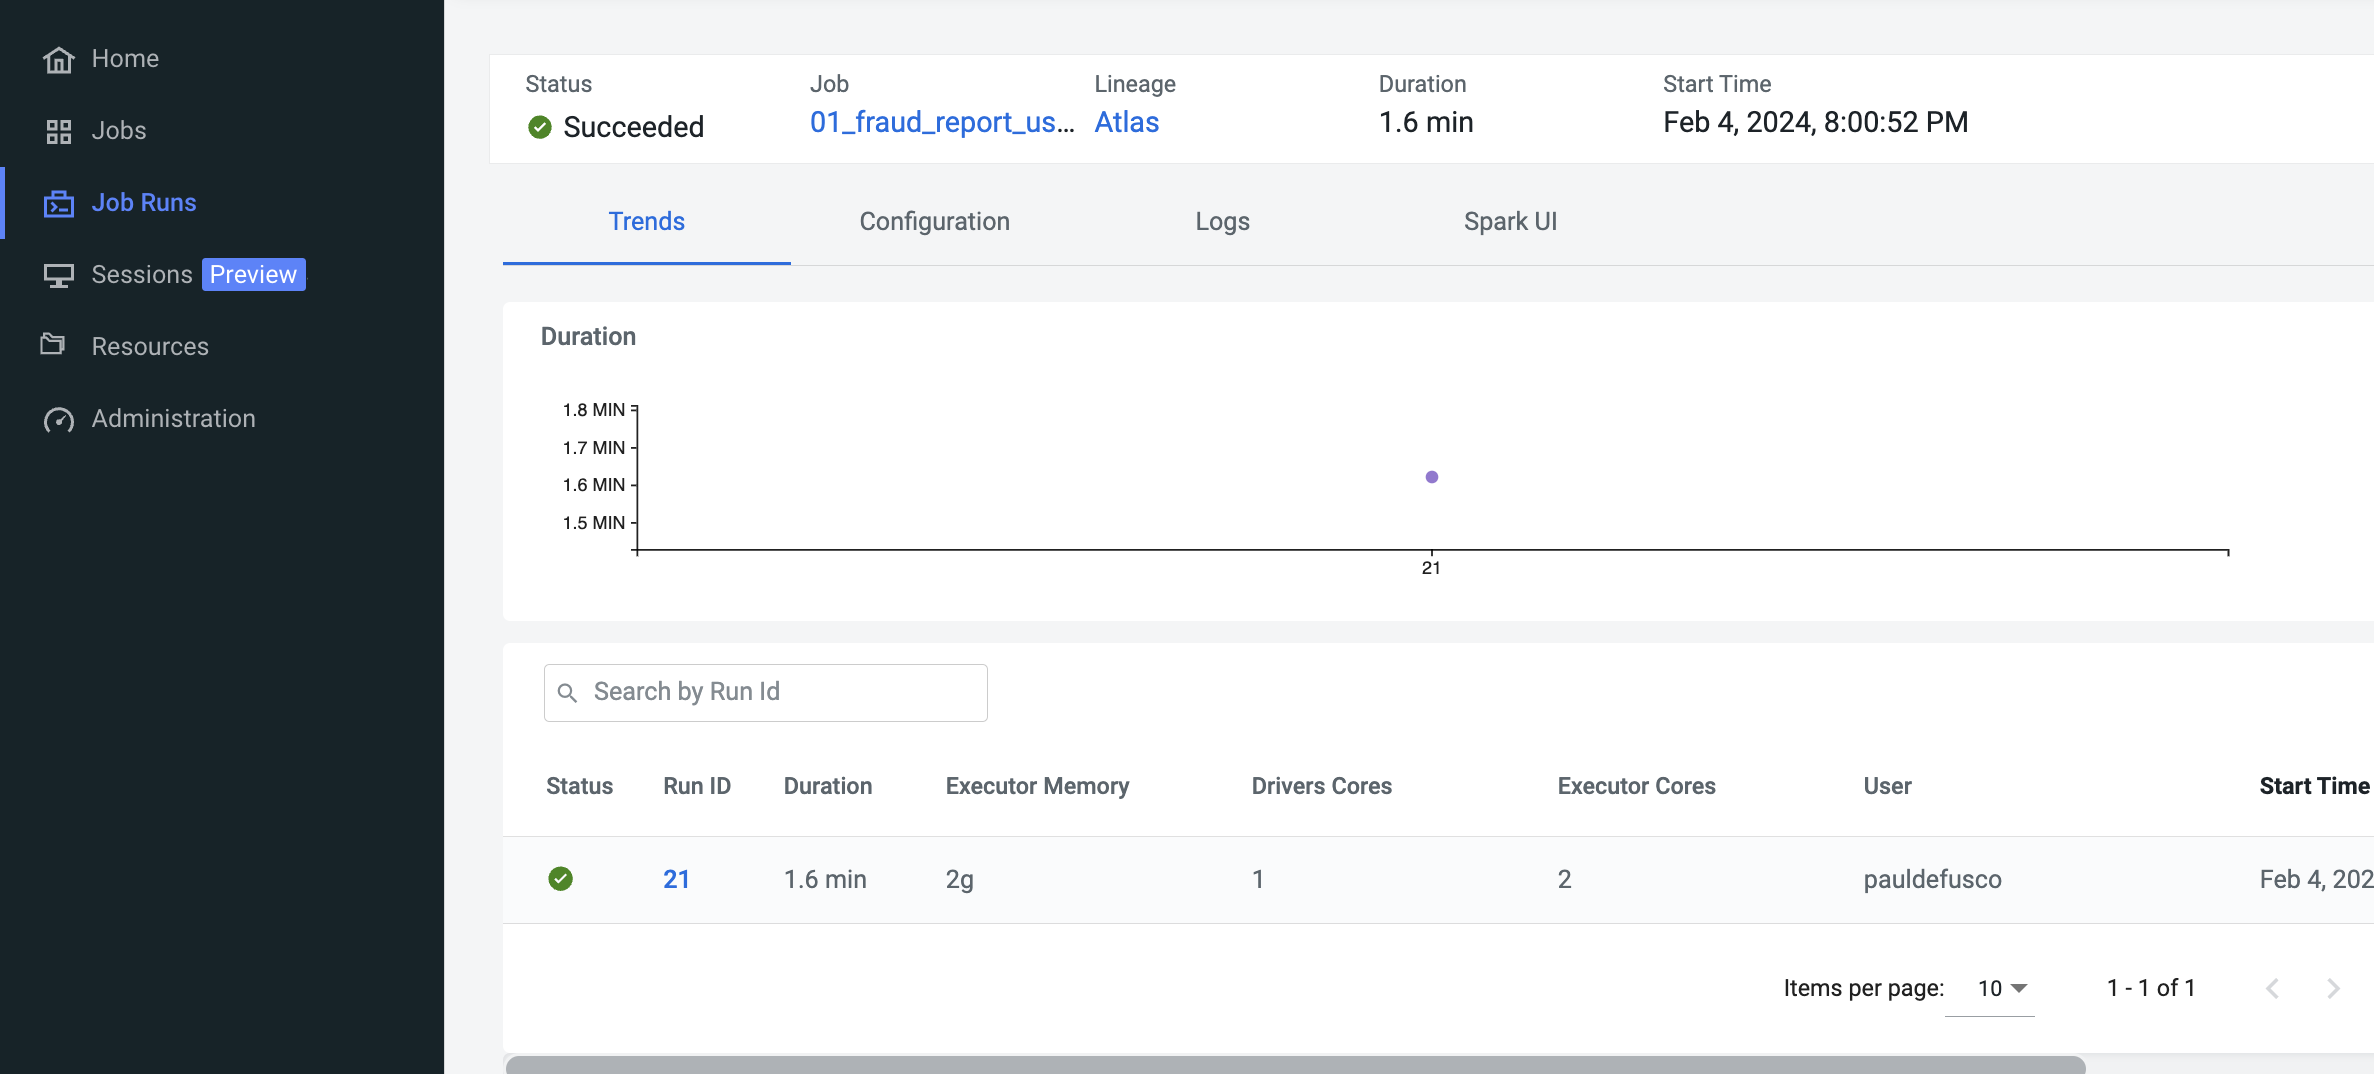 Home
Jobs
Job Runs
Sessions Preview
Resources
Administration
Status Job Lineage Duration Start Time
Succeeded 01_fraud_report_us... Atlas 1.6 min Feb 4, 2024, 8:00:52 PM
Trends Configuration Logs Spark UI
Duration
1.8 MIN
1.7 MIN
1.6 MIN
1.5 MIN
21
Search by Run Id
Status Run ID Duration Executor Memory Drivers Cores Executor Cores User Start Time
21 1.6 min 2g 1 2 pauldefusco Feb 4, 202
Items per page: 10 1 - 1 of 1